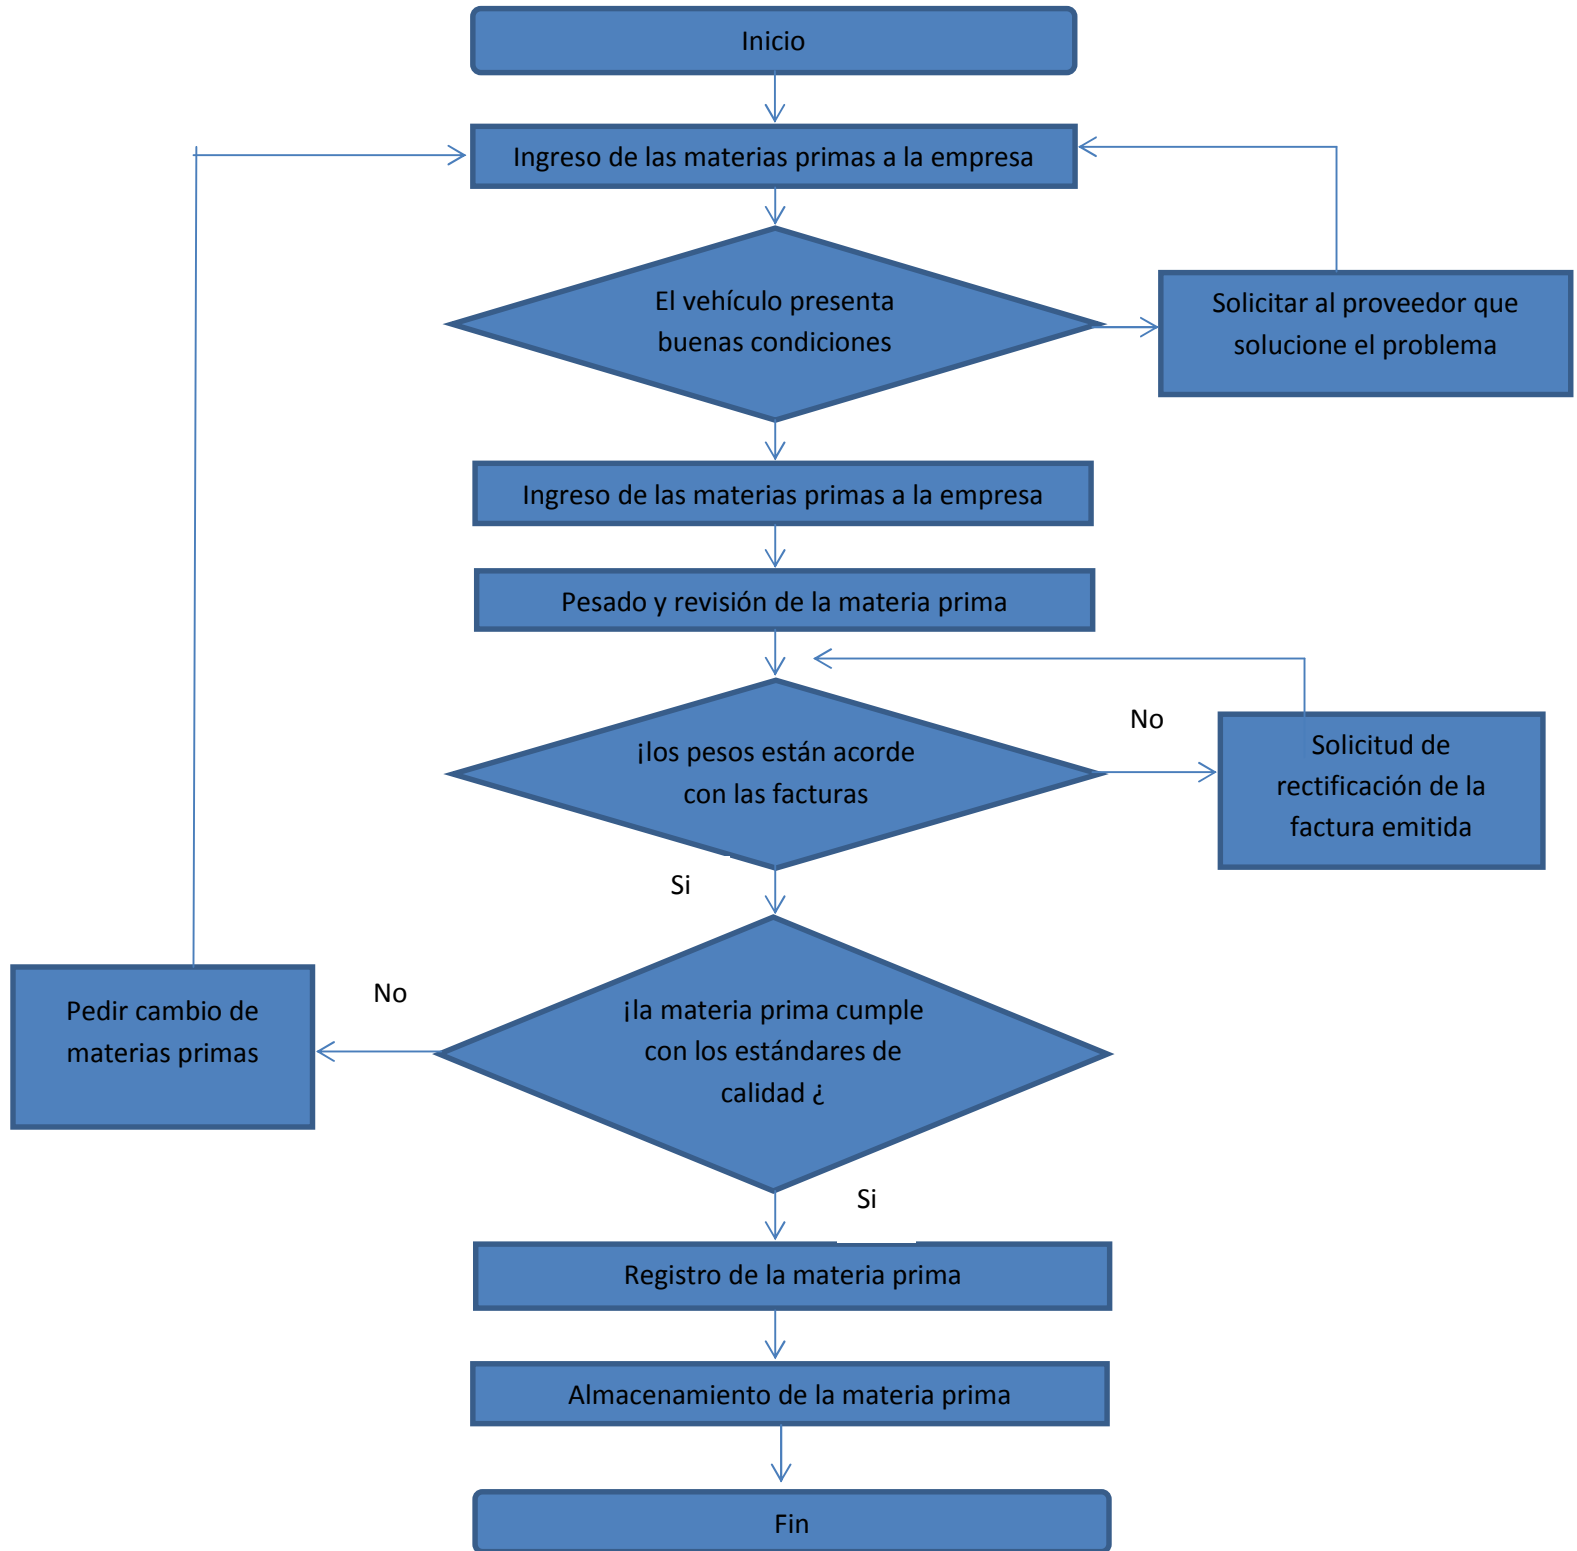 Inicio
Ingreso de las materias primas a la empresa
El vehículo presenta
buenas condiciones
Solicitar al proveedor que
solucione el problema
Ingreso de las materias primas a la empresa
Pesado y revisión de la materia prima
¡los pesos están acorde
con las facturas
No
Solicitud de
rectificación de la
factura emitida
Si
¡la materia prima cumple
con los estándares de
calidad ¿
No
Pedir cambio de
materias primas
Si
Registro de la materia prima
Almacenamiento de la materia prima
Fin